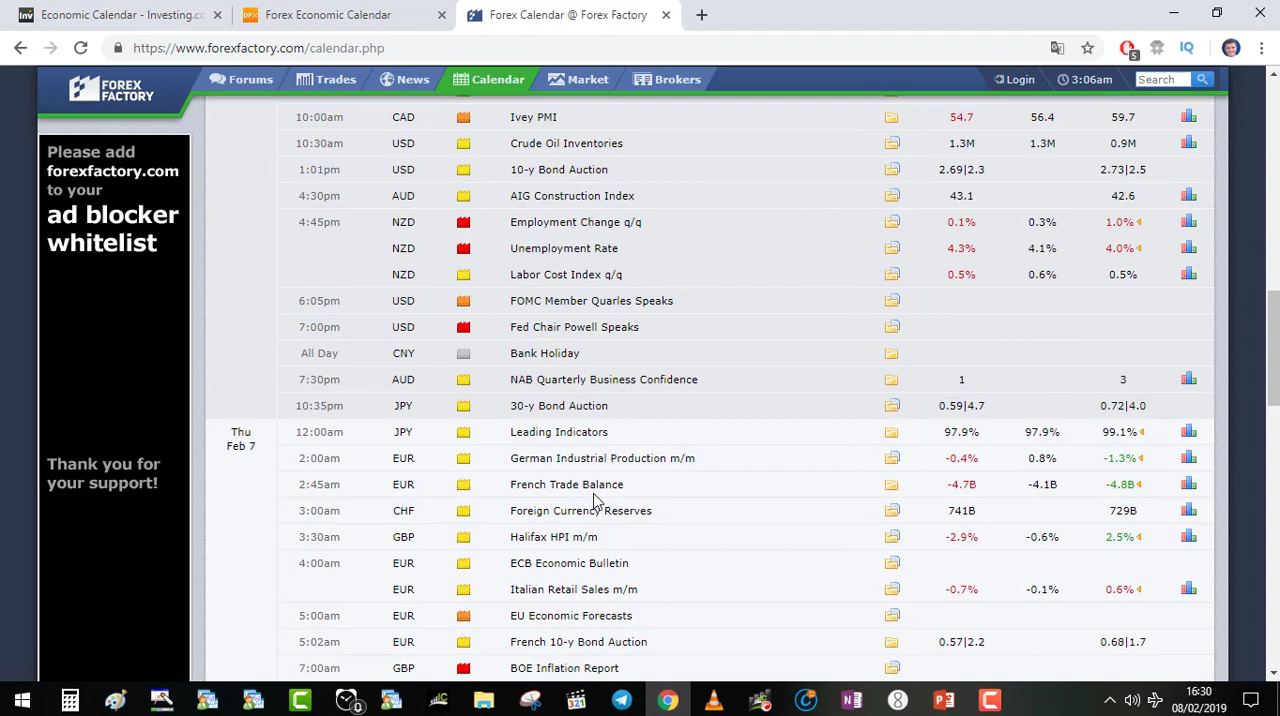 Economic Calendar - Investing.co
Forex Economic Calendar
Forex Calendar @ Forex Factory
https://www.forexfactory.com/calendar.php
5
IQ
FOREX FACTORY
Forums
Trades
News
Calendar
Market
Brokers
Login
3:06am
Search
Please add
forexfactory.com
to your
ad blocker
whitelist
Thank you for
your support!
10:00am CAD Ivey PMI 54.7 56.4 59.7
10:30am USD Crude Oil Inventories 1.3M 1.3M 0.9M
1:01pm USD 10-y Bond Auction 2.69|2.3 2.73|2.5
4:30pm AUD AIG Construction Index 43.1 42.6
4:45pm NZD Employment Change q/q 0.1% 0.3% 1.0%
NZD Unemployment Rate 4.3% 4.1% 4.0%
NZD Labor Cost Index q/q 0.5% 0.6% 0.5%
6:05pm USD FOMC Member Quarles Speaks
7:00pm USD Fed Chair Powell Speaks
All Day CNY Bank Holiday
7:30pm AUD NAB Quarterly Business Confidence 1 3
10:35pm JPY 30-y Bond Auction 0.59|4.7 0.72|4.0
Thu Feb 7 12:00am JPY Leading Indicators 97.9% 97.9% 99.1%
2:00am EUR German Industrial Production m/m -0.4% 0.8% -1.3%
2:45am EUR French Trade Balance -4.7B -4.1B -4.8B
3:00am CHF Foreign Currency Reserves 741B 729B
3:30am GBP Halifax HPI m/m -2.9% -0.6% 2.5%
4:00am EUR ECB Economic Bulletin
EUR Italian Retail Sales m/m -0.7% -0.1% 0.6%
5:00am EUR EU Economic Forecasts
5:02am EUR French 10-y Bond Auction 0.57|2.2 0.68|1.7
7:00am GBP BOE Inflation Report
16:30
08/02/2019